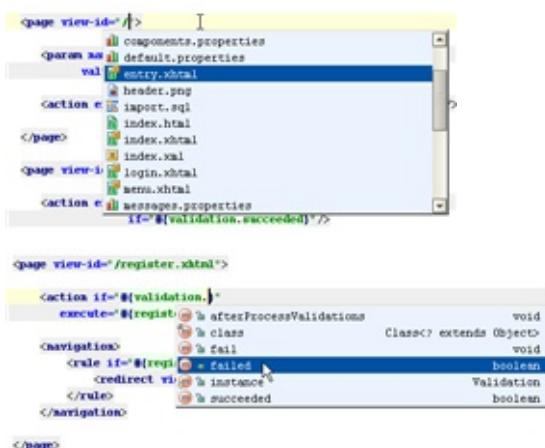 <page view-id="/">
components.properties
<param na
default.properties
val
entry.xhtml
header.png
<action e
import.sql
index.html
</page>
index.xhtml
index.xml
<page view-i
login.xhtml
menu.xhtml
<action e
messages.properties
if="#{validation.succeeded}"/>
<page view-id="/register.xhtml">
<action if="#{validation.}"
execute="#{regist
afterProcessValidations void
class Class<? extends Object>
<navigation>
fail void
<rule if="#{regi
failed boolean
<redirect vi
instance Validation
</rule>
succeeded boolean
</navigation>
</page>